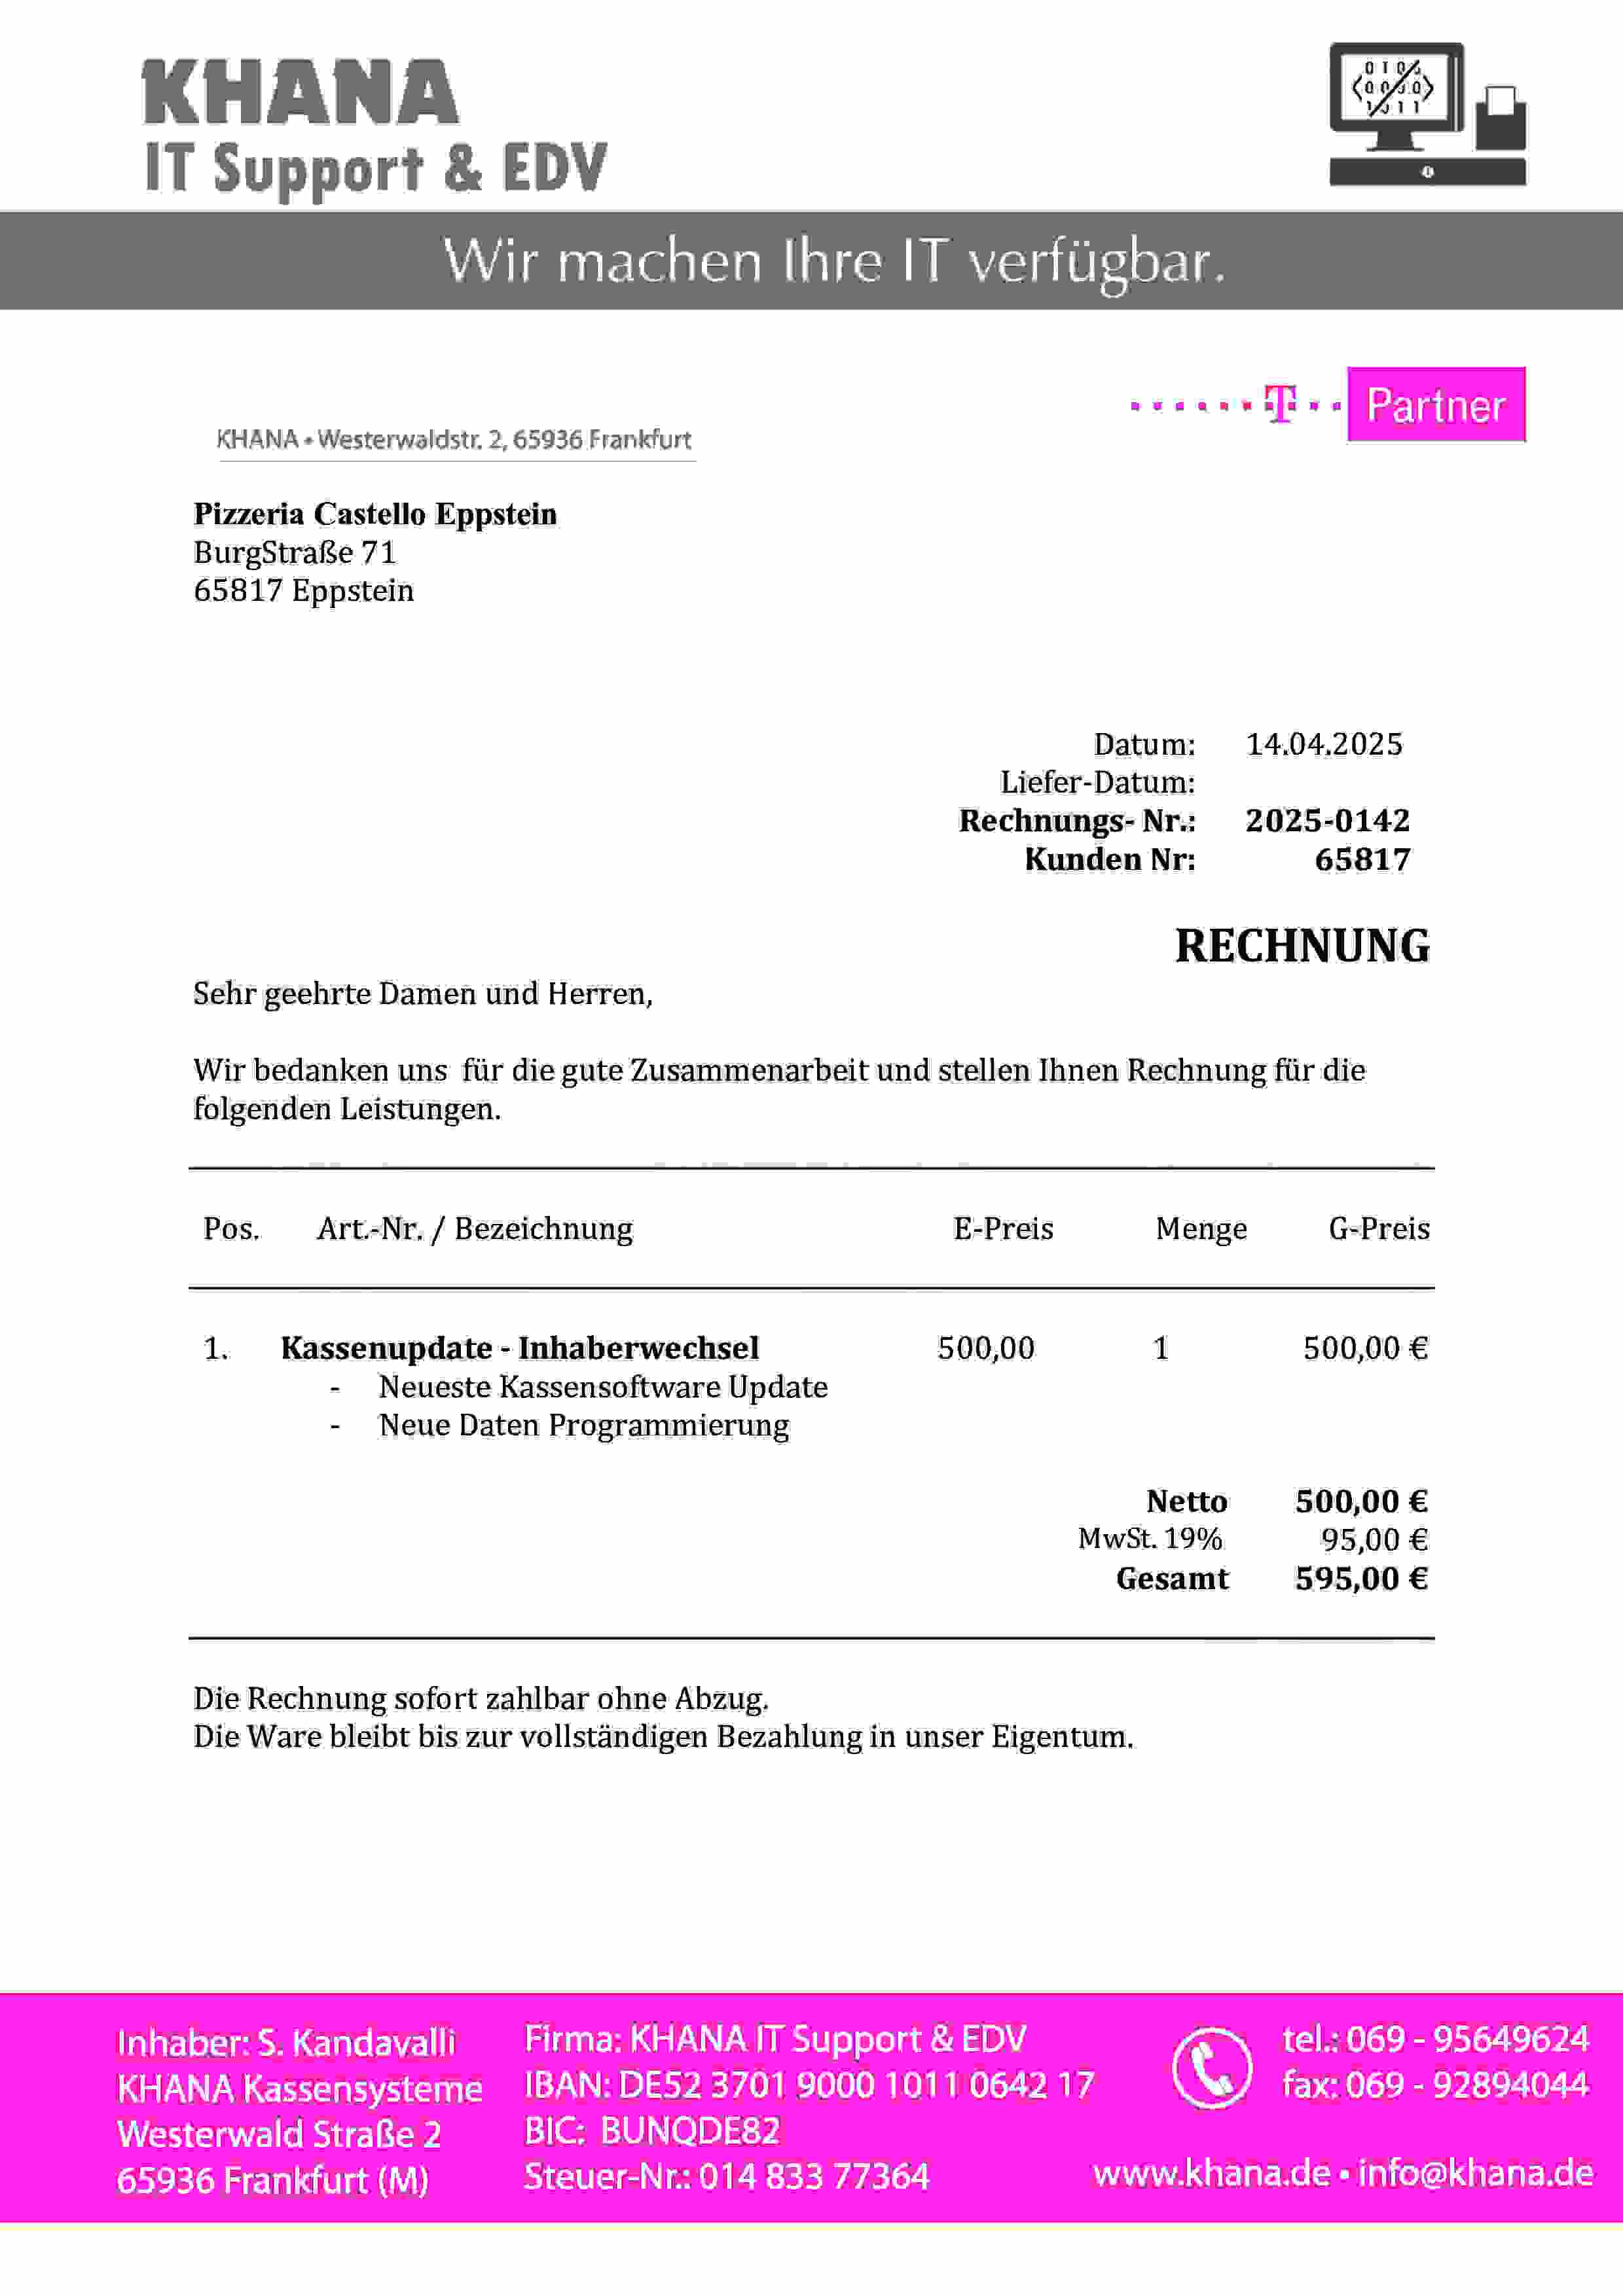 KHANA
IT Support & EDV
Wir machen Ihre IT verfügbar.
T Partner
KHANA • Westerwaldstr. 2, 65936 Frankfurt
Pizzeria Castello Eppstein
BurgStraße 71
65817 Eppstein
Datum: 14.04.2025
Liefer-Datum:
Rechnungs- Nr.: 2025-0142
Kunden Nr: 65817
RECHNUNG
Sehr geehrte Damen und Herren,
Wir bedanken uns für die gute Zusammenarbeit und stellen Ihnen Rechnung für die
folgenden Leistungen.
Pos. Art.-Nr. / Bezeichnung E-Preis Menge G-Preis
1. Kassenupdate - Inhaberwechsel 500,00 1 500,00 €
- Neueste Kassensoftware Update
- Neue Daten Programmierung
Netto 500,00 €
MwSt. 19% 95,00 €
Gesamt 595,00 €
Die Rechnung sofort zahlbar ohne Abzug.
Die Ware bleibt bis zur vollständigen Bezahlung in unser Eigentum.
Inhaber: S. Kandavalli
KHANA Kassensysteme
Westerwald Straße 2
65936 Frankfurt (M)
Firma: KHANA IT Support & EDV
IBAN: DE52 3701 9000 1011 0642 17
BIC: BUNQDE82
Steuer-Nr.: 014 833 77364
tel.: 069 - 95649624
fax: 069 - 92894044
www.khana.de • info@khana.de